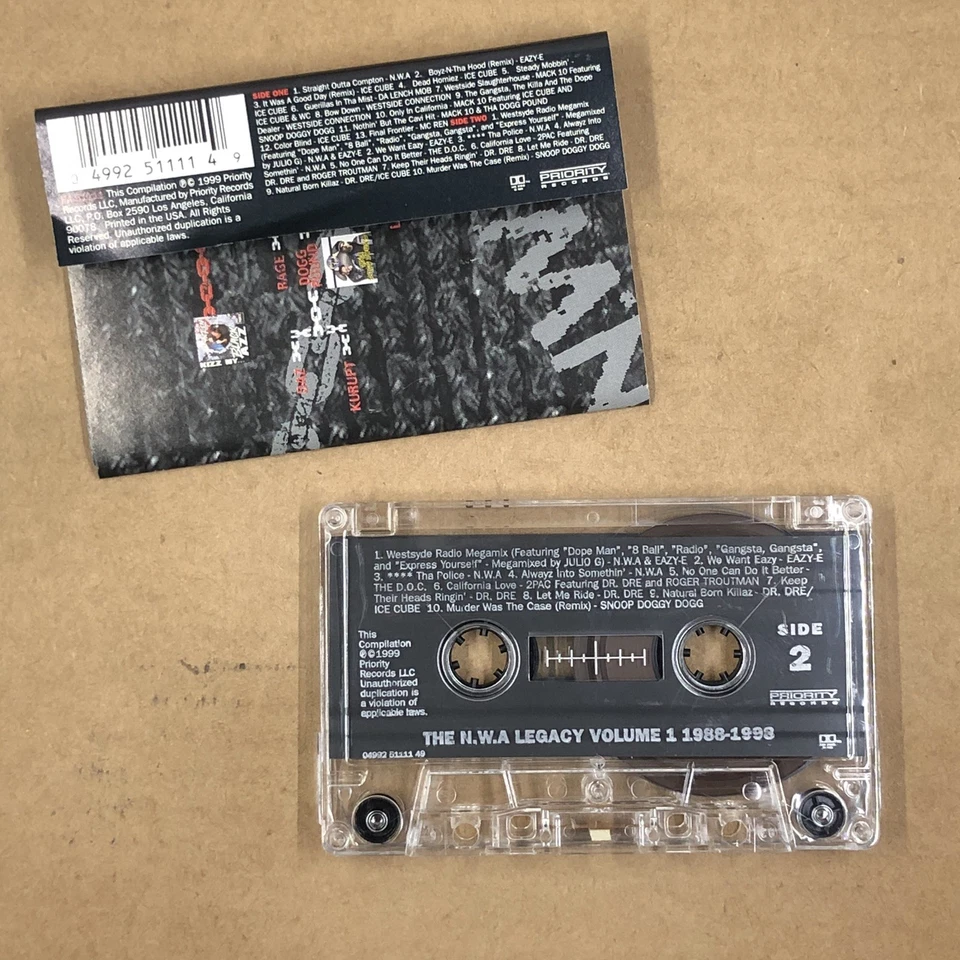 SIDE ONE 1. Straight Outta Compton - N.W.A 2. Boyz-N-Tha Hood (Remix) - EAZY-E
3. It Was A Good Day (Remix) - ICE CUBE 4. Dead Homiez - ICE CUBE 5. Steady Mobbin' -
ICE CUBE 6. Guerillas In Tha Mist - DA LENCH MOB 7. Westside Slaughterhouse - MACK 10 Featuring
ICE CUBE & WC 8. Bow Down - WESTSIDE CONNECTION 9. The Gangsta, The Killa And The Dope
Dealer - WESTSIDE CONNECTION 10. Only In California - MACK 10 Featuring ICE CUBE AND
SNOOP DOGGY DOGG 11. Nothin' But The Cavi Hit - MACK 10 & THA DOGG POUND
12. Color Blind - ICE CUBE 13. Final Frontier - MC REN SIDE TWO 1. Westsyde Radio Megamix
(Featuring "Dope Man", "8 Ball", "Radio", "Gangsta, Gangsta", and "Express Yourself" - Megamixed
by JULIO G) - N.W.A & EAZY-E 2. We Want Eazy - EAZY-E 3. **** Tha Police - N.W.A 4. Alwayz Into
Somethin' - N.W.A 5. No One Can Do It Better - THE D.O.C. 6. California Love - 2PAC Featuring
DR. DRE and ROGER TROUTMAN 7. Keep Their Heads Ringin' - DR. DRE 8. Let Me Ride - DR. DRE
9. Natural Born Killaz - DR. DRE/ICE CUBE 10. Murder Was The Case (Remix) - SNOOP DOGGY DOGG
4992 51111 4 9
This Compilation ℗© 1999 Priority
Records LLC, Manufactured by Priority Records
LLC, P.O. Box 2590 Los Angeles, California
90078. Printed in the USA. All Rights
Reserved. Unauthorized duplication is a
violation of applicable laws.
PRIORITY
RECORDS
RAGE
DOGG
POUND
KIZZ MY
AZZ
KURUPT
1. Westsyde Radio Megamix (Featuring "Dope Man", "8 Ball", "Radio", "Gangsta, Gangsta",
and "Express Yourself" - Megamixed by JULIO G) - N.W.A & EAZY-E 2. We Want Eazy - EAZY-E
3. **** Tha Police - N.W.A 4. Alwayz Into Somethin' - N.W.A 5. No One Can Do It Better -
THE D.O.C. 6. California Love - 2PAC Featuring DR. DRE and ROGER TROUTMAN 7. Keep
Their Heads Ringin' - DR. DRE 8. Let Me Ride - DR. DRE 9. Natural Born Killaz - DR. DRE/
ICE CUBE 10. Murder Was The Case (Remix) - SNOOP DOGGY DOGG
This
Compilation
℗©1999
Priority
Records LLC
Unauthorized
duplication is
a violation of
applicable laws.
SIDE
2
PRIORITY
RECORDS
THE N.W.A LEGACY VOLUME 1 1988-1998
04992 51111 49